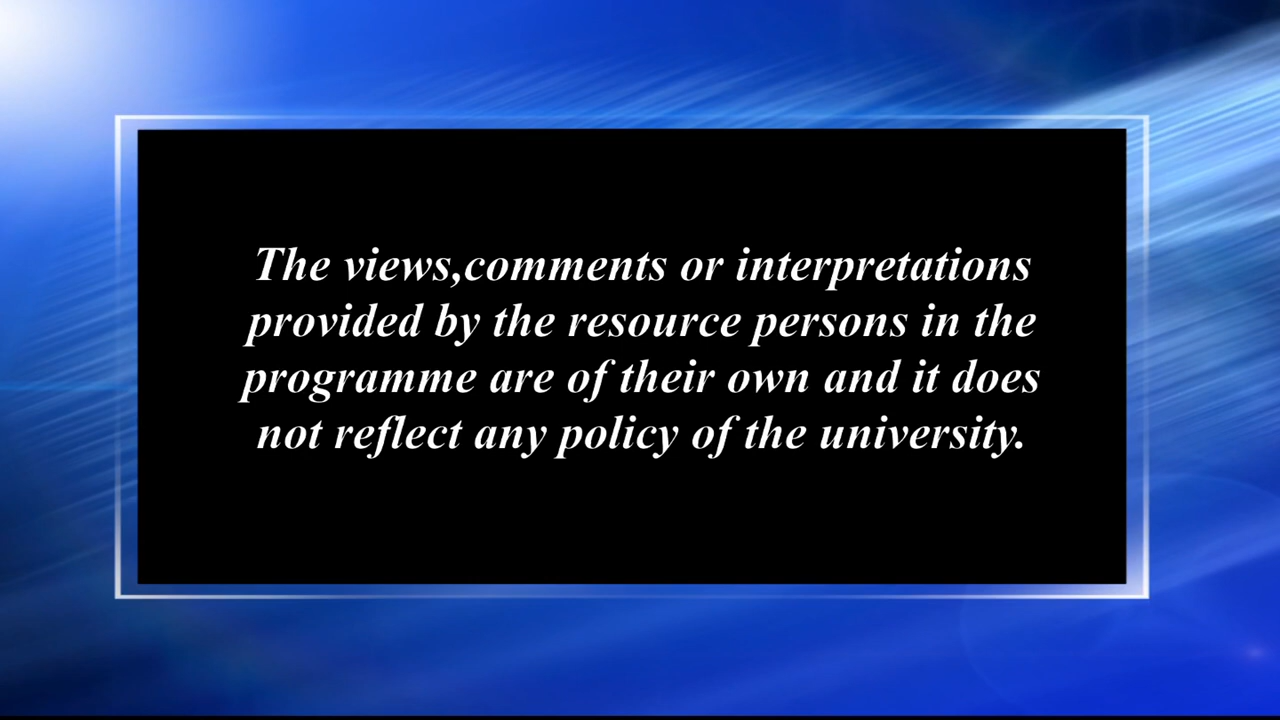 The views,comments or interpretations
provided by the resource persons in the
programme are of their own and it does
not reflect any policy of the university.